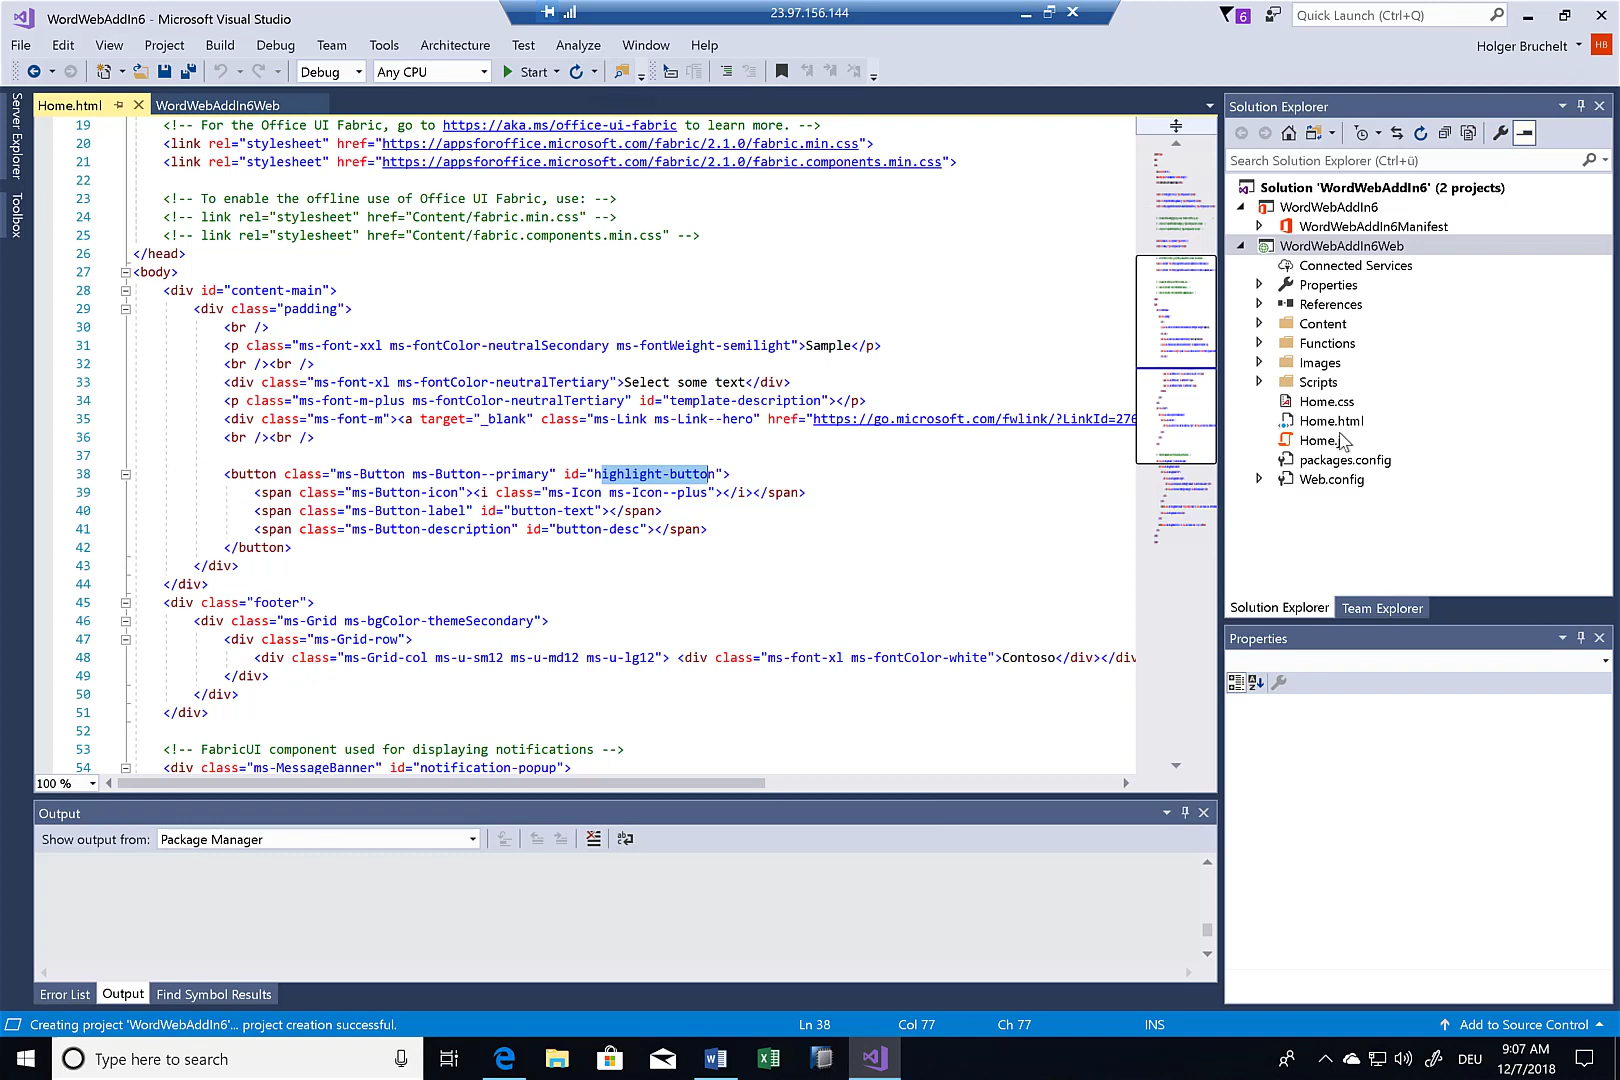 WordWebAddIn6 - Microsoft Visual Studio
23.97.156.144
6
Quick Launch (Ctrl+Q)
File Edit View Project Build Debug Team Tools Architecture Test Analyze Window Help
Holger Bruchelt
HB
Debug
Any CPU
Start
Server Explorer
Toolbox
Home.html
WordWebAddIn6Web
19 <!-- For the Office UI Fabric, go to https://aka.ms/office-ui-fabric to learn more. -->
20 <link rel="stylesheet" href="https://appsforoffice.microsoft.com/fabric/2.1.0/fabric.min.css">
21 <link rel="stylesheet" href="https://appsforoffice.microsoft.com/fabric/2.1.0/fabric.components.min.css">
22
23 <!-- To enable the offline use of Office UI Fabric, use: -->
24 <!-- link rel="stylesheet" href="Content/fabric.min.css" -->
25 <!-- link rel="stylesheet" href="Content/fabric.components.min.css" -->
26 </head>
27 <body>
28 <div id="content-main">
29 <div class="padding">
30 <br />
31 <p class="ms-font-xxl ms-fontColor-neutralSecondary ms-fontWeight-semilight">Sample</p>
32 <br /><br />
33 <div class="ms-font-xl ms-fontColor-neutralTertiary">Select some text</div>
34 <p class="ms-font-m-plus ms-fontColor-neutralTertiary" id="template-description"></p>
35 <div class="ms-font-m"><a target="_blank" class="ms-Link ms-Link--hero" href="https://go.microsoft.com/fwlink/?LinkId=276
36 <br /><br />
37
38 <button class="ms-Button ms-Button--primary" id="highlight-button">
39 <span class="ms-Button-icon"><i class="ms-Icon ms-Icon--plus"></i></span>
40 <span class="ms-Button-label" id="button-text"></span>
41 <span class="ms-Button-description" id="button-desc"></span>
42 </button>
43 </div>
44 </div>
45 <div class="footer">
46 <div class="ms-Grid ms-bgColor-themeSecondary">
47 <div class="ms-Grid-row">
48 <div class="ms-Grid-col ms-u-sm12 ms-u-md12 ms-u-lg12"> <div class="ms-font-xl ms-fontColor-white">Contoso</div></div
49 </div>
50 </div>
51 </div>
52
53 <!-- FabricUI component used for displaying notifications -->
54 <div class="ms-MessageBanner" id="notification-popup">
100 %
Solution Explorer
Search Solution Explorer (Ctrl+ü)
Solution 'WordWebAddIn6' (2 projects)
WordWebAddIn6
WordWebAddIn6Manifest
WordWebAddIn6Web
Connected Services
Properties
References
Content
Functions
Images
Scripts
Home.css
Home.html
Home.
packages.config
Web.config
Solution Explorer
Team Explorer
Properties
Output
Show output from: Package Manager
Error List
Output
Find Symbol Results
Creating project 'WordWebAddIn6'... project creation successful.
Ln 38
Col 77
Ch 77
INS
Add to Source Control
Type here to search
DEU
9:07 AM
12/7/2018